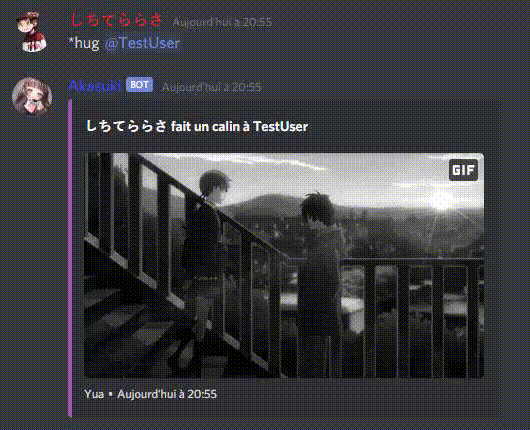 しちてららさ Aujourd'hui à 20:55
*hug @TestUser
Akasuki BOT Aujourd'hui à 20:55
しちてららさ fait un calin à TestUser
GIF
Yua • Aujourd'hui à 20:55